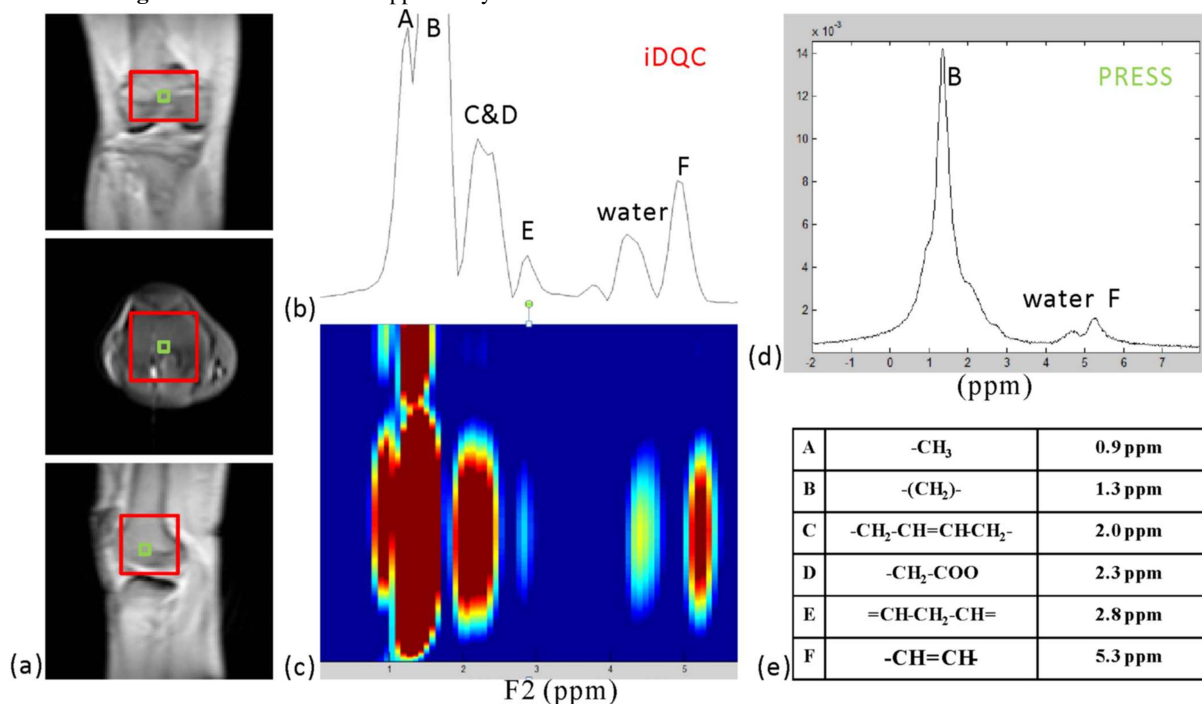 A
B
iDQC
C&D
F
water
E
(b)
× 10⁻³
14
12
10
8
6
4
2
B
PRESS
water F
-2 -1 0 1 2 3 4 5 6 7
(ppm)
(d)
(a)
(c)
1 2 3 4 5
F2 (ppm)
A -CH₃ 0.9 ppm
B -(CH₂)- 1.3 ppm
C -CH₂-CH=CH-CH₂- 2.0 ppm
D -CH₂-COO 2.3 ppm
E =CH-CH₂-CH= 2.8 ppm
F -CH=CH- 5.3 ppm
(e)